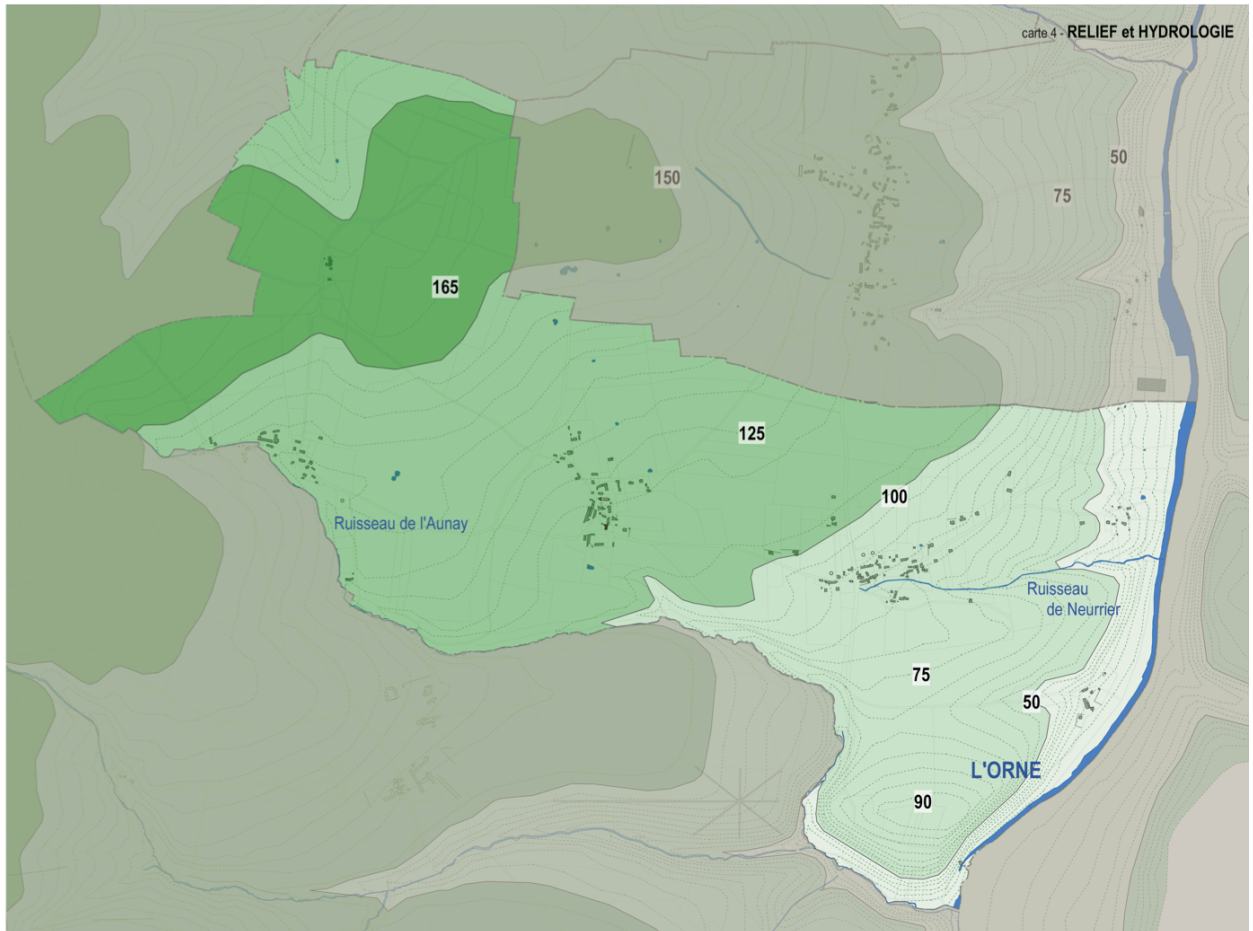 carte 4 - RELIEF et HYDROLOGIE
50
150
75
165
125
100
Ruisseau de l'Aunay
Ruisseau
de Neurrier
75
50
L'ORNE
90